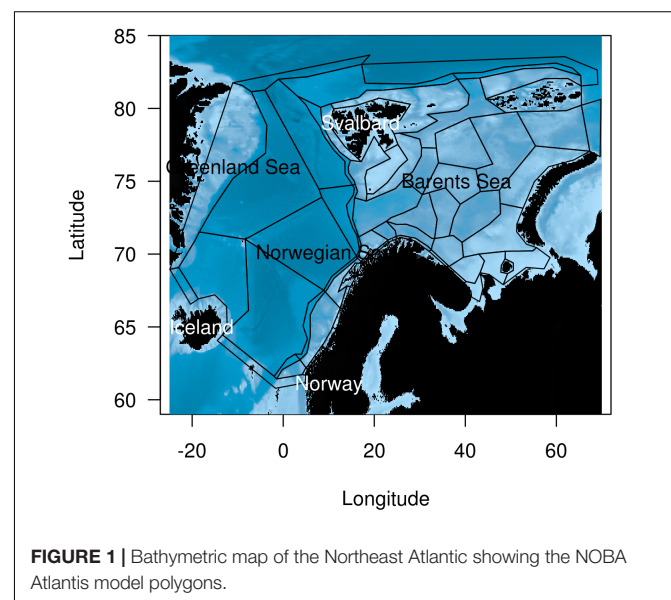 85
80
75
70
65
60
Latitude
Svalbard
Greenland Sea
Barents Sea
Norwegian S
Iceland
Norway
-20
0
20
40
60
Longitude
FIGURE 1 | Bathymetric map of the Northeast Atlantic showing the NOBA
Atlantis model polygons.